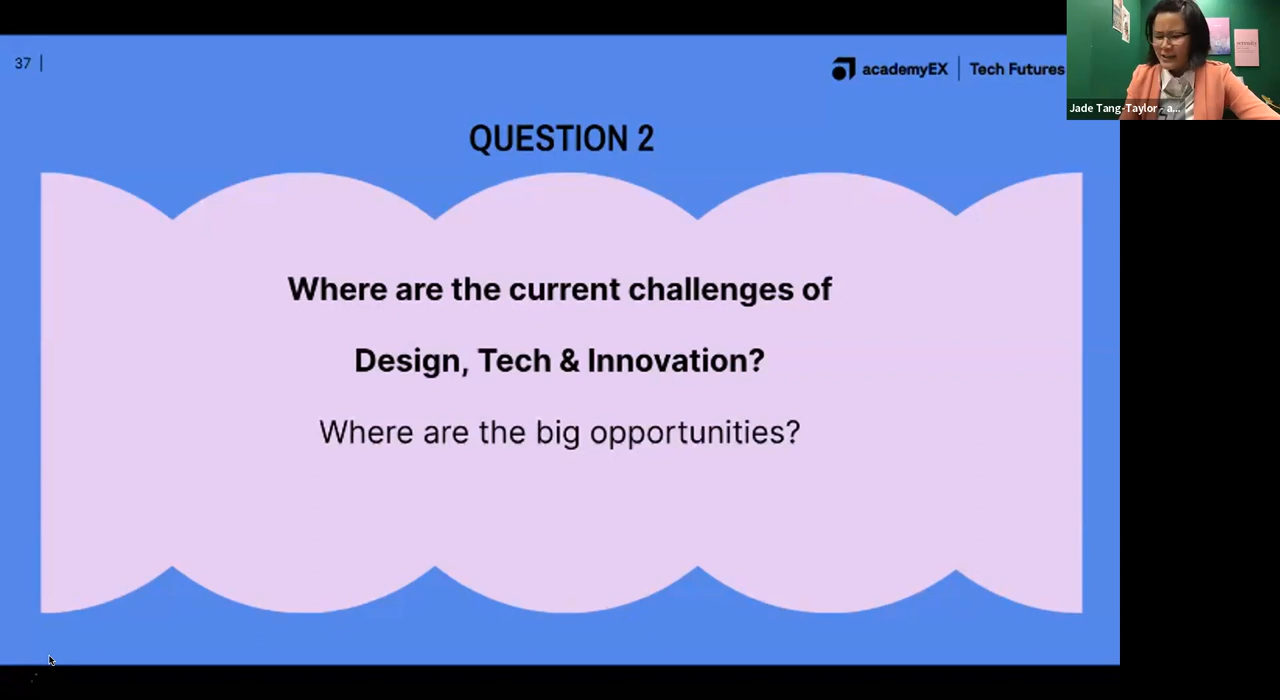 37 |
academyEX | Tech Futures
Jade Tang-Taylor - a...
QUESTION 2
Where are the current challenges of
Design, Tech & Innovation?
Where are the big opportunities?